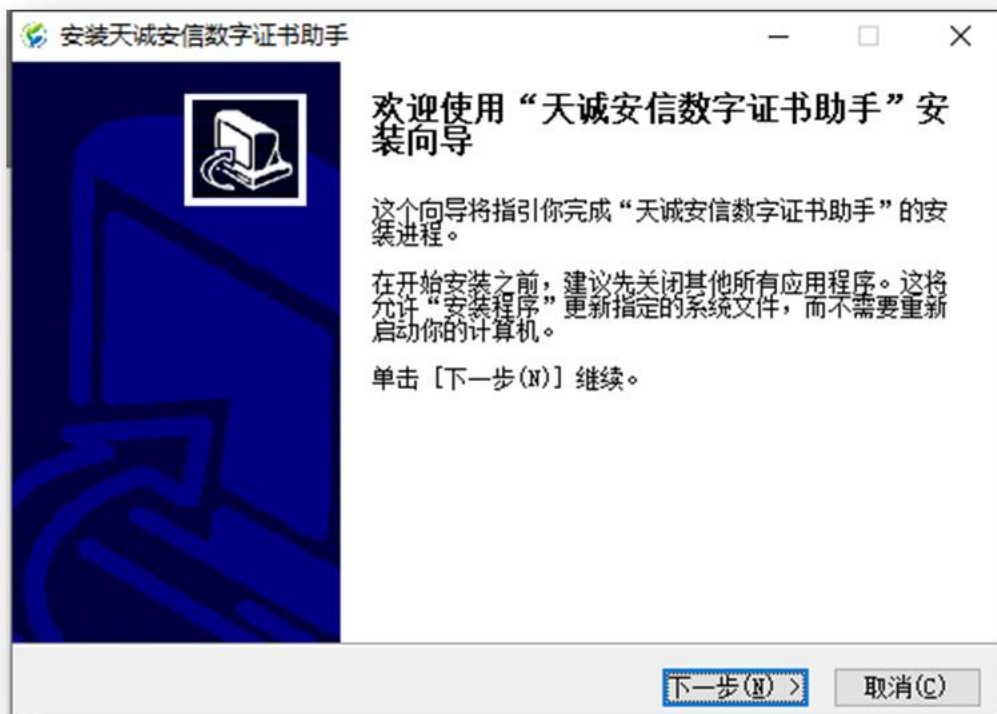 安装天诚安信数字证书助手
欢迎使用“天诚安信数字证书助手”安
装向导
这个向导将指引你完成“天诚安信数字证书助手”的安
装进程。
在开始安装之前，建议先关闭其他所有应用程序。这将
允许“安装程序”更新指定的系统文件，而不需要重新
启动你的计算机。
单击 [下一步(N)] 继续。
下一步(N) >
取消(C)